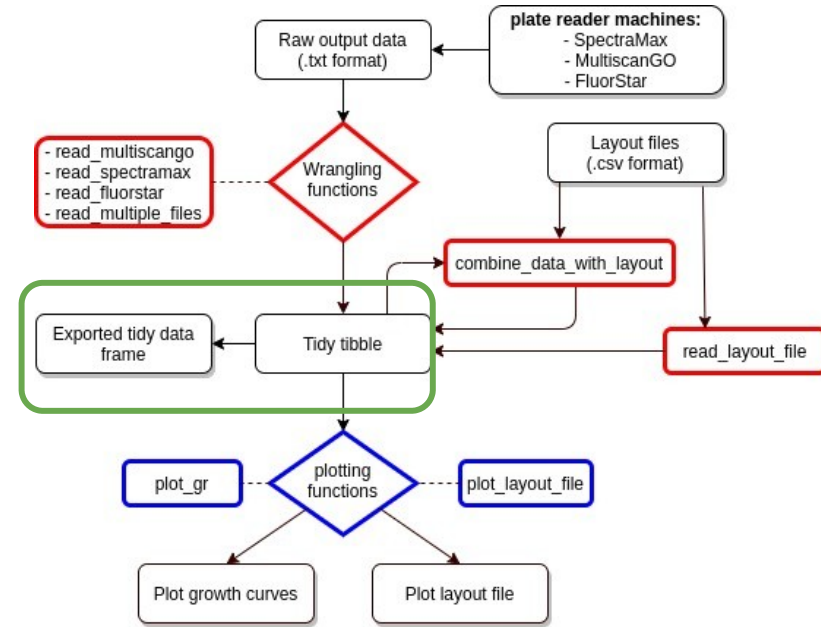 plate reader machines:
- SpectraMax
- MultiscanGO
- FluorStar
Raw output data
(.txt format)
- read_multiscango
- read_spectramax
- read_fluorstar
- read_multiple_files
Wrangling
functions
Layout files
(.csv format)
combine_data_with_layout
Exported tidy data
frame
Tidy tibble
read_layout_file
plot_gr
plotting
functions
plot_layout_file
Plot growth curves
Plot layout file